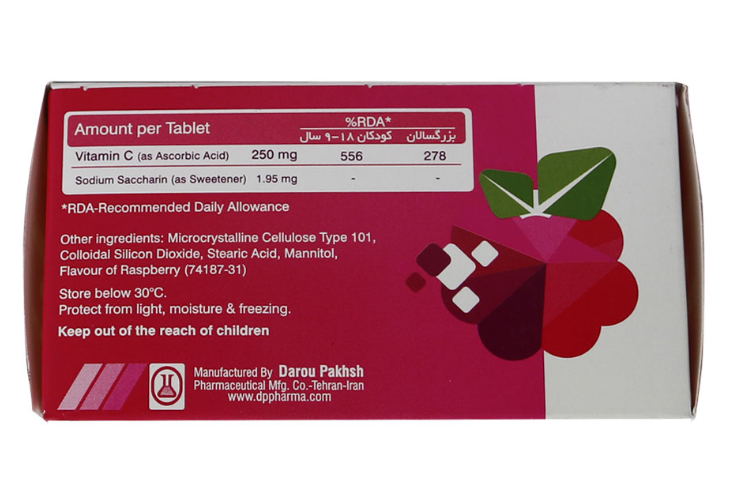 %RDA*
Amount per Tablet
بزرگسالان کودکان ۱۸-۹ سال
Vitamin C (as Ascorbic Acid) 250 mg 556 278
Sodium Saccharin (as Sweetener) 1.95 mg - -
*RDA-Recommended Daily Allowance
Other ingredients: Microcrystalline Cellulose Type 101,
Colloidal Silicon Dioxide, Stearic Acid, Mannitol,
Flavour of Raspberry (74187-31)
Store below 30°C.
Protect from light, moisture & freezing.
Keep out of the reach of children
Manufactured By Darou Pakhsh
Pharmaceutical Mfg. Co.-Tehran-Iran
www.dppharma.com